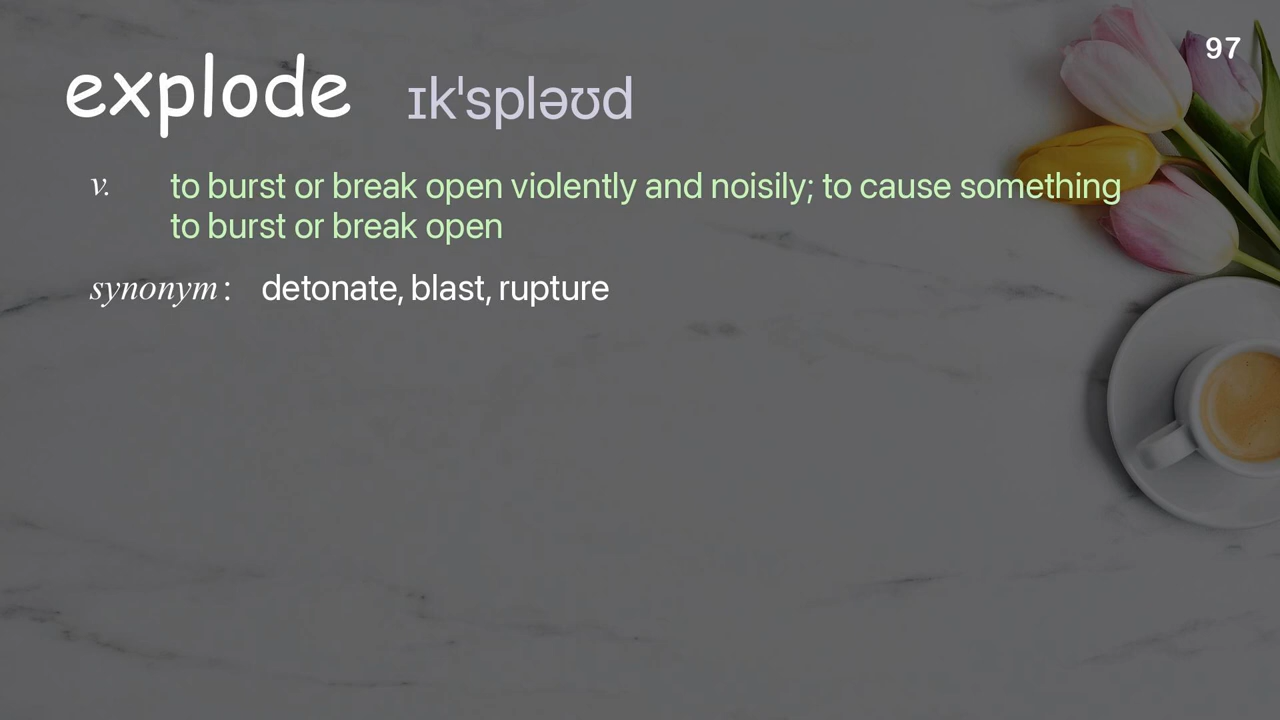 97
explode ɪk'spləʊd
v. to burst or break open violently and noisily; to cause something
to burst or break open
synonym: detonate, blast, rupture